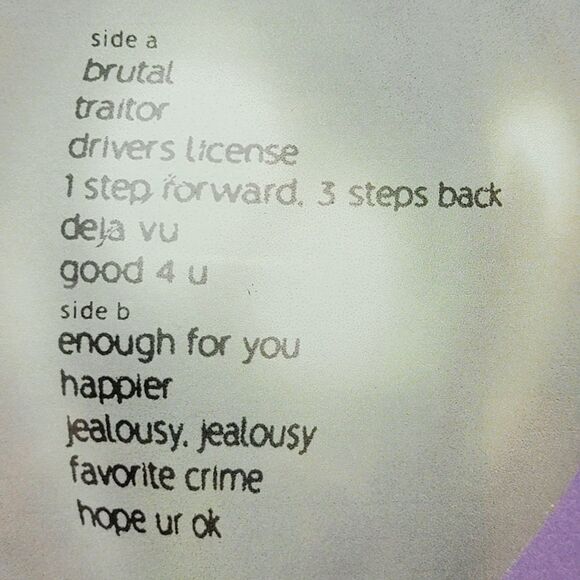 side a
brutal
traitor
drivers license
1 step forward, 3 steps back
deja vu
good 4 u
side b
enough for you
happier
jealousy, jealousy
favorite crime
hope ur ok